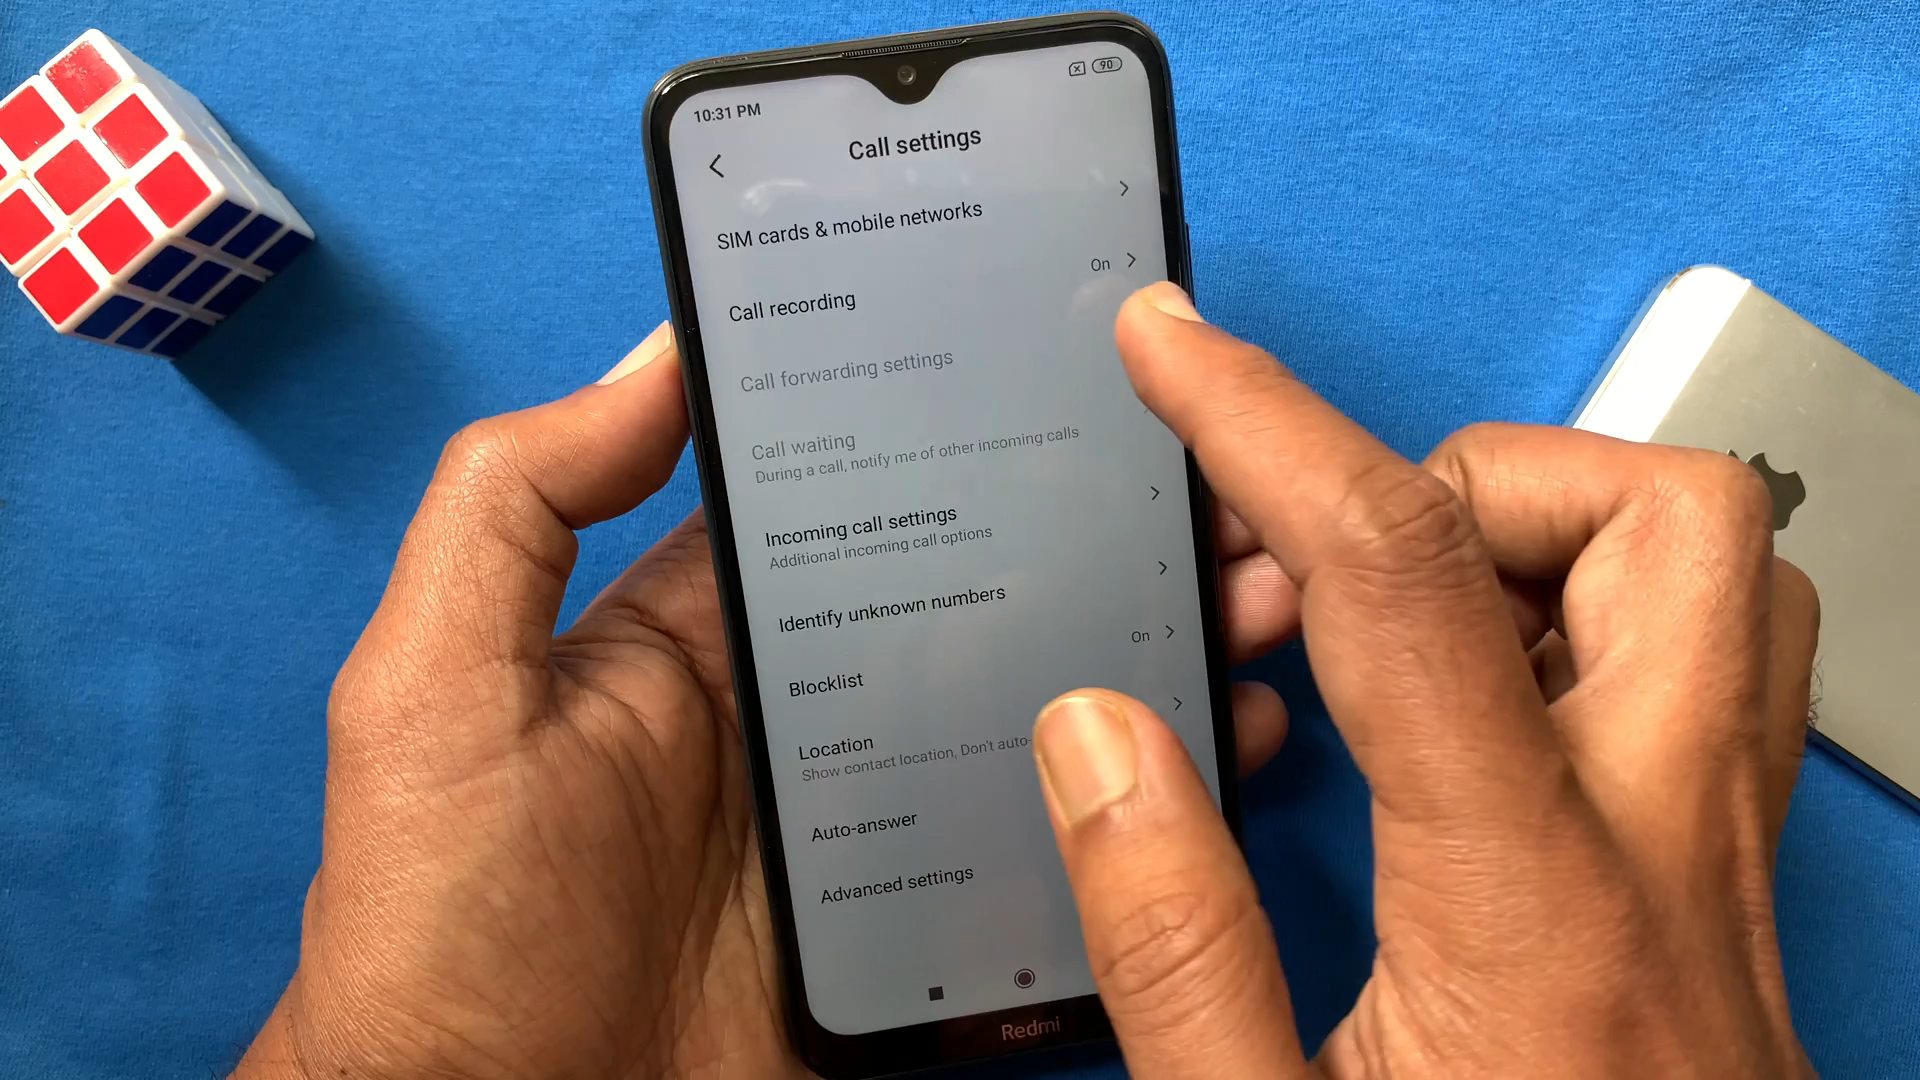 10:31 PM
90
Call settings
SIM cards & mobile networks
On
Call recording
Call forwarding settings
Call waiting
During a call, notify me of other incoming calls
Incoming call settings
Additional incoming call options
Identify unknown numbers
On
Blocklist
Location
Show contact location, Don't auto-
Auto-answer
Advanced settings
Redmi